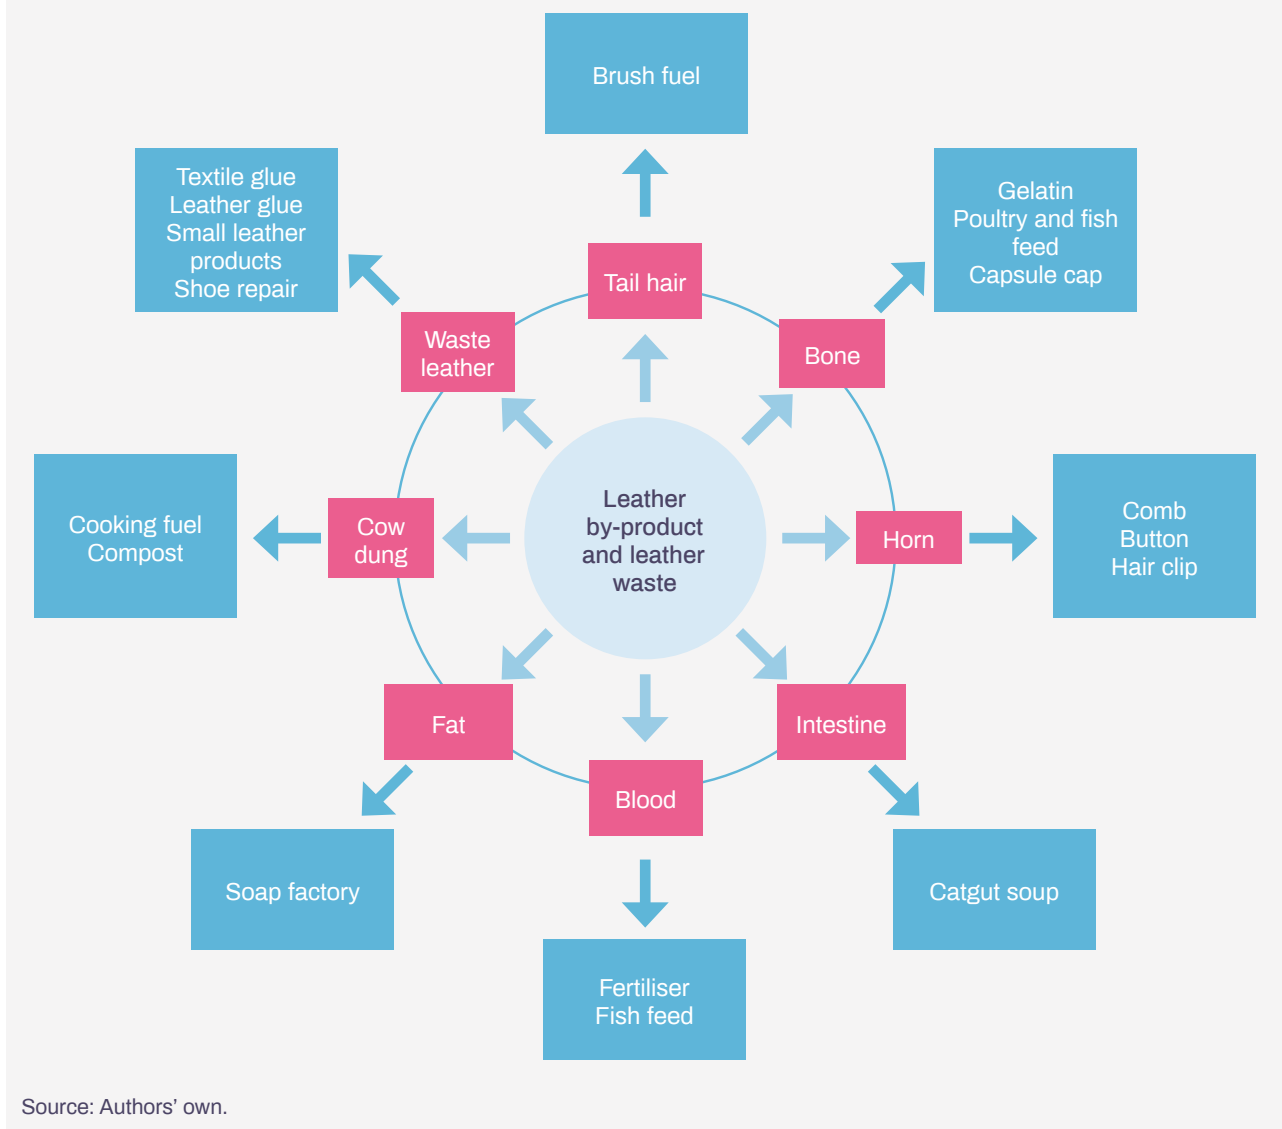 Brush fuel
Textile glue
Leather glue
Small leather
products
Shoe repair
Gelatin
Poultry and fish
feed
Capsule cap
Tail hair
Waste
leather
Bone
Cooking fuel
Compost
Cow
dung
Leather
by-product
and leather
waste
Horn
Comb
Button
Hair clip
Fat
Intestine
Blood
Soap factory
Catgut soup
Fertiliser
Fish feed
Source: Authors’ own.